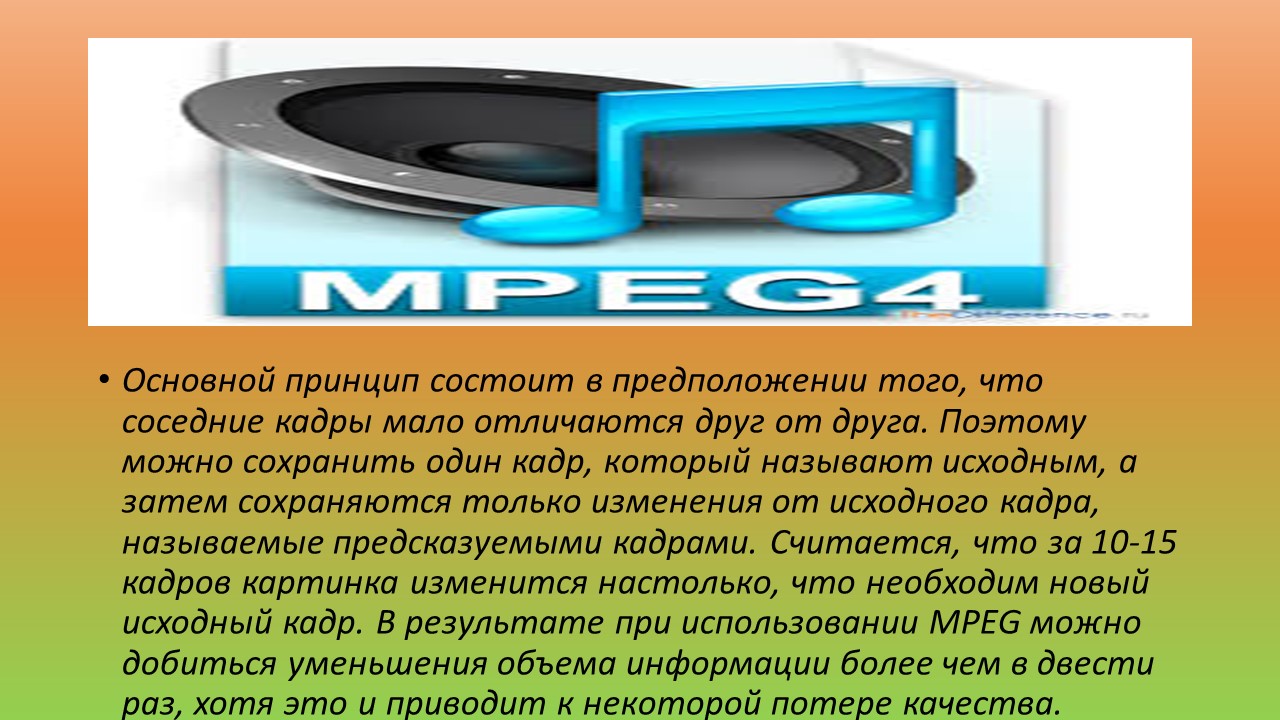 MPEG4
TheDifference.ru
• Основной принцип состоит в предположении того, что
соседние кадры мало отличаются друг от друга. Поэтому
можно сохранить один кадр, который называют исходным, а
затем сохраняются только изменения от исходного кадра,
называемые предсказуемыми кадрами. Считается, что за 10-15
кадров картинка изменится настолько, что необходим новый
исходный кадр. В результате при использовании MPEG можно
добиться уменьшения объема информации более чем в двести
раз, хотя это и приводит к некоторой потере качества.